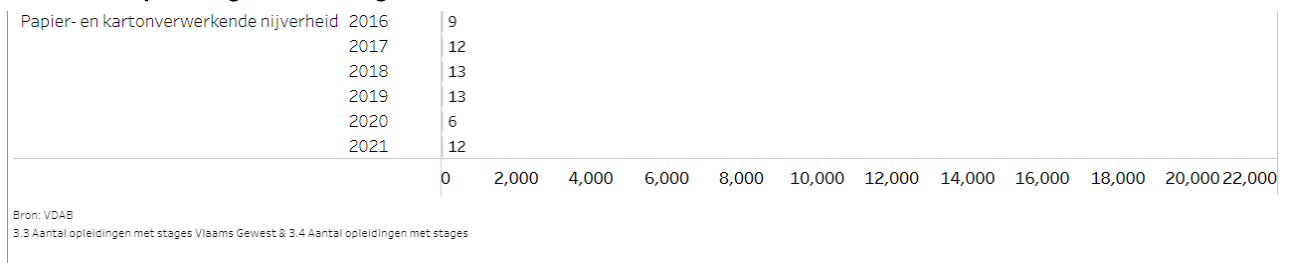 Papier- en kartonverwerkende nijverheid 2016 9
2017 12
2018 13
2019 13
2020 6
2021 12
0 2,000 4,000 6,000 8,000 10,000 12,000 14,000 16,000 18,000 20,000 22,000
Bron: VDAB
3.3 Aantal opleidingen met stages Vlaams Gewest & 3.4 Aantal opleidingen met stages